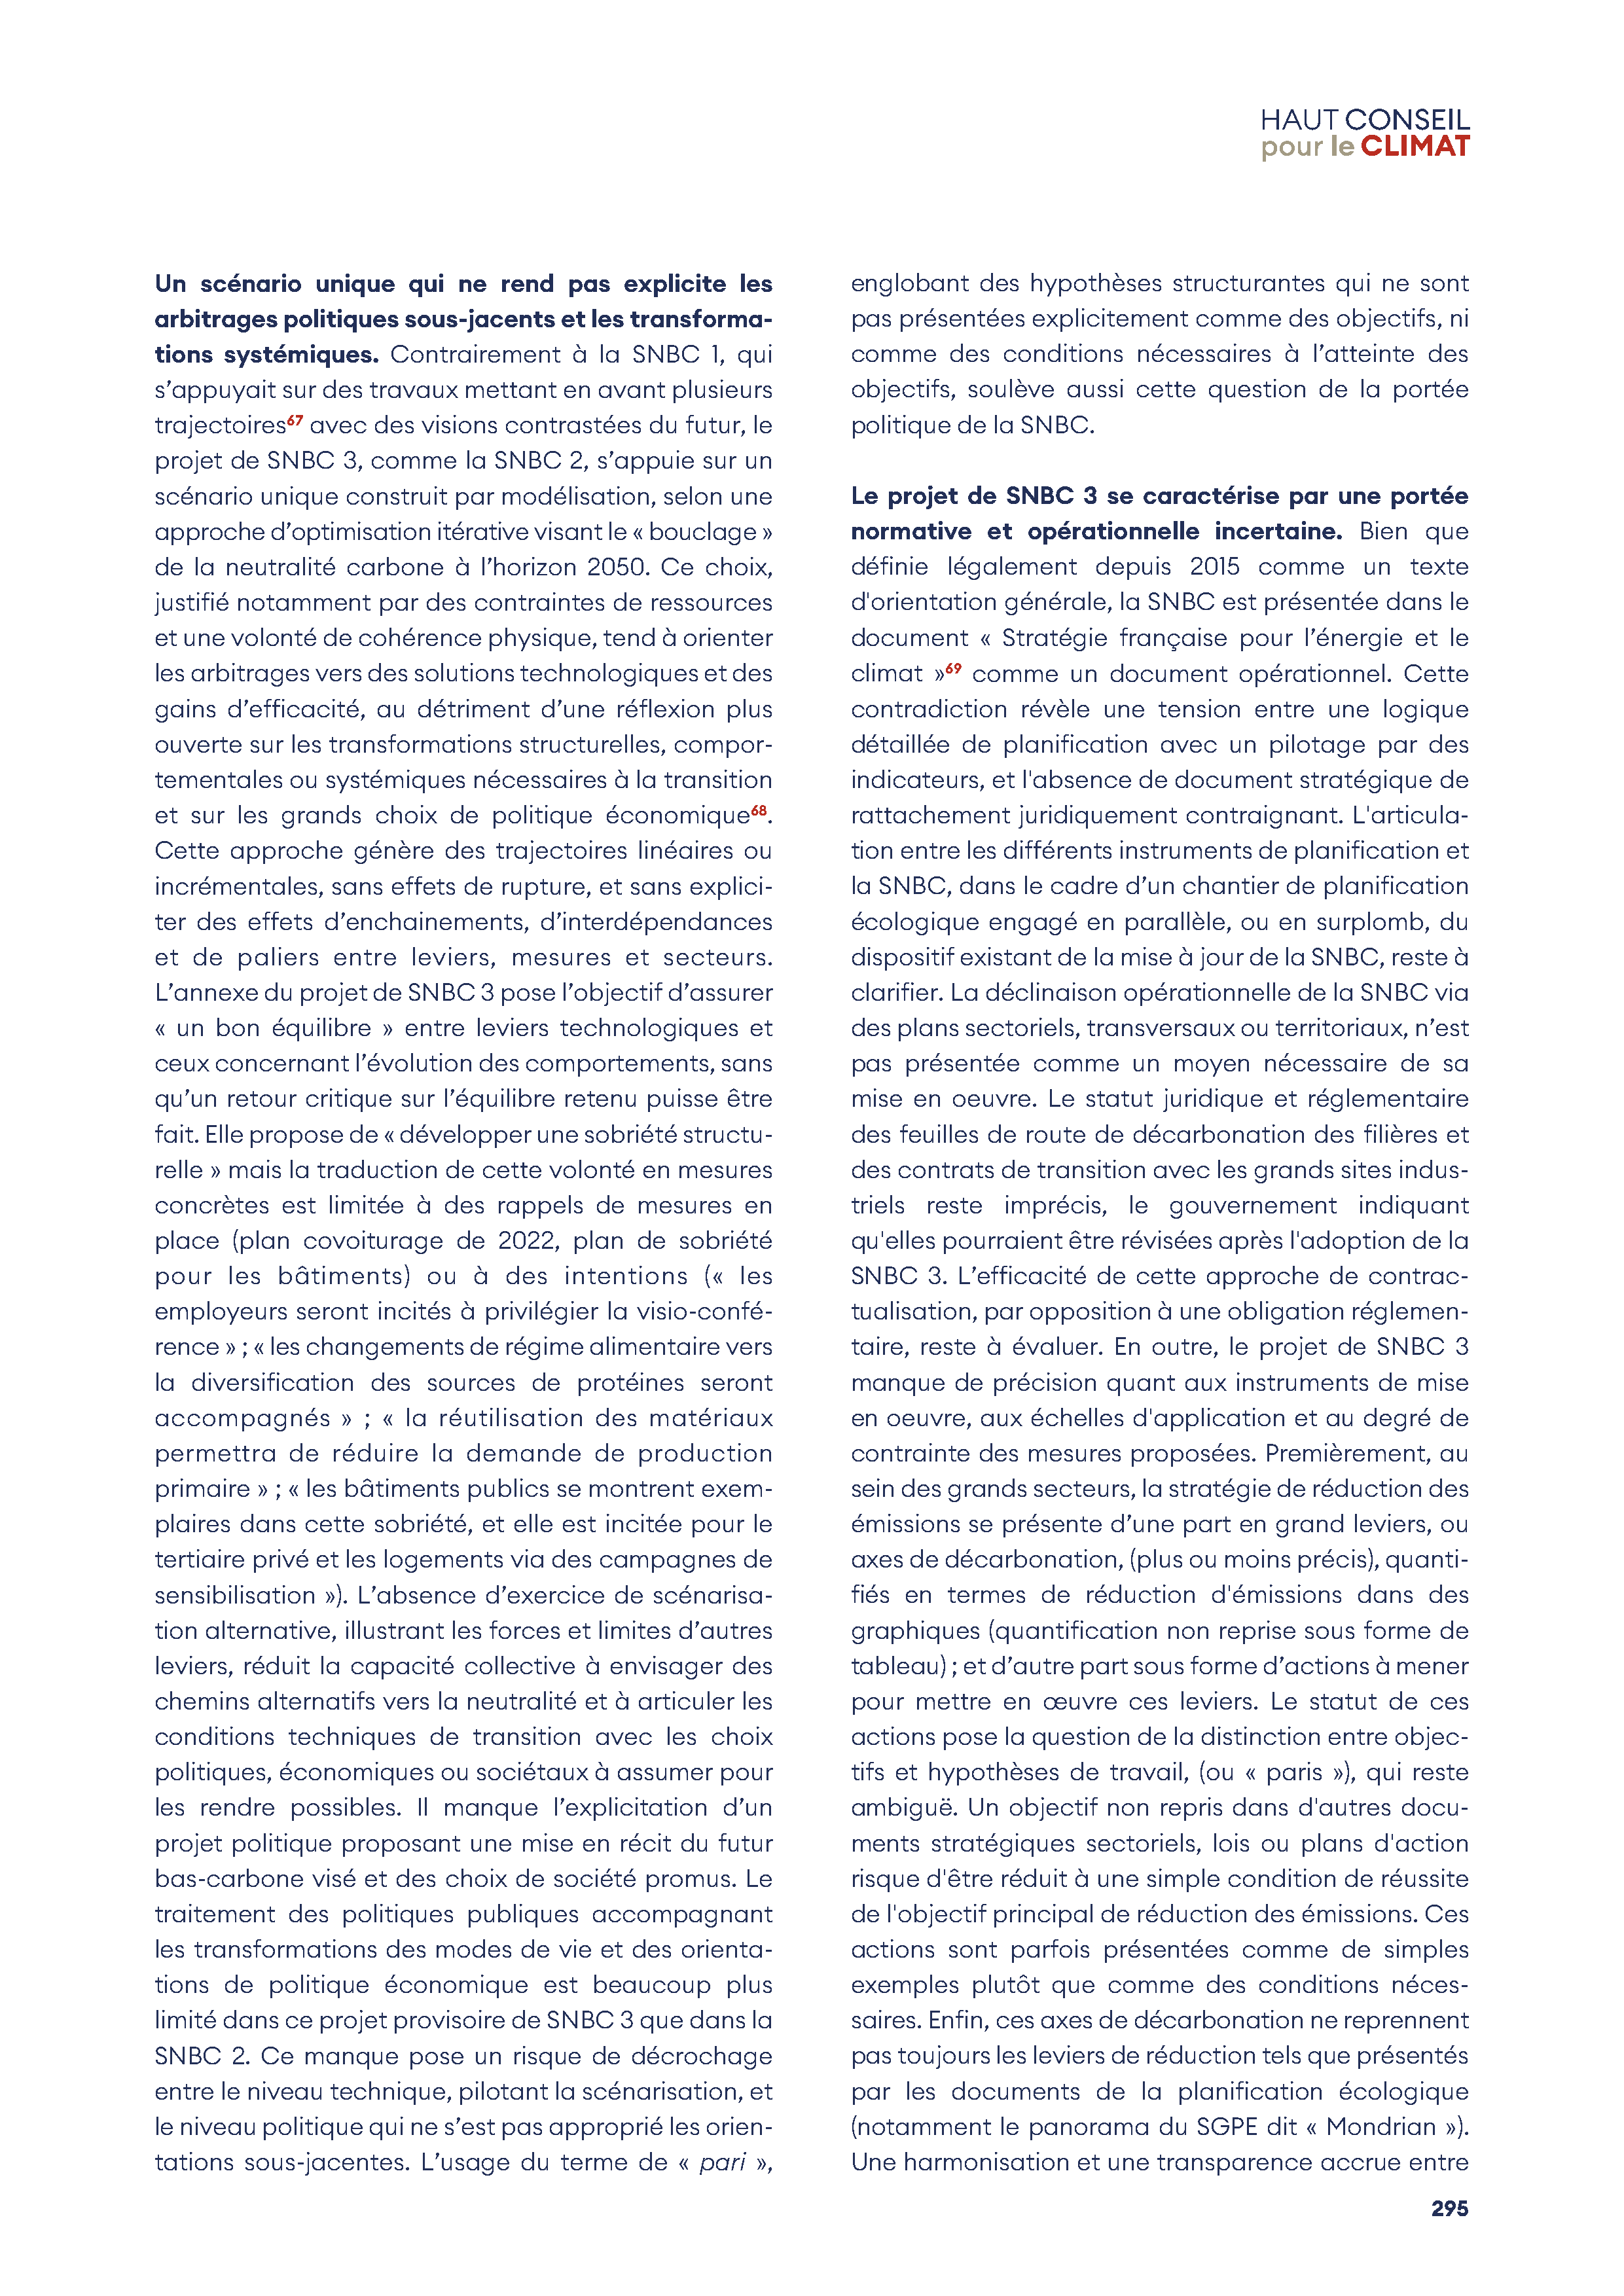 HAUT CONSEIL
pour le CLIMAT
Un scénario unique qui ne rend pas explicite les
arbitrages politiques sous-jacents et les transforma-
tions systémiques. Contrairement à la SNBC 1, qui
s’appuyait sur des travaux mettant en avant plusieurs
trajectoires67 avec des visions contrastées du futur, le
projet de SNBC 3, comme la SNBC 2, s’appuie sur un
scénario unique construit par modélisation, selon une
approche d’optimisation itérative visant le « bouclage »
de la neutralité carbone à l’horizon 2050. Ce choix,
justifié notamment par des contraintes de ressources
et une volonté de cohérence physique, tend à orienter
les arbitrages vers des solutions technologiques et des
gains d’efficacité, au détriment d’une réflexion plus
ouverte sur les transformations structurelles, compor-
tementales ou systémiques nécessaires à la transition
et sur les grands choix de politique économique68.
Cette approche génère des trajectoires linéaires ou
incrémentales, sans effets de rupture, et sans explici-
ter des effets d’enchainements, d’interdépendances
et de paliers entre leviers, mesures et secteurs.
L’annexe du projet de SNBC 3 pose l’objectif d’assurer
« un bon équilibre » entre leviers technologiques et
ceux concernant l’évolution des comportements, sans
qu’un retour critique sur l’équilibre retenu puisse être
fait. Elle propose de « développer une sobriété structu-
relle » mais la traduction de cette volonté en mesures
concrètes est limitée à des rappels de mesures en
place (plan covoiturage de 2022, plan de sobriété
pour les bâtiments) ou à des intentions (« les
employeurs seront incités à privilégier la visio-confé-
rence » ; « les changements de régime alimentaire vers
la diversification des sources de protéines seront
accompagnés » ; « la réutilisation des matériaux
permettra de réduire la demande de production
primaire » ; « les bâtiments publics se montrent exem-
plaires dans cette sobriété, et elle est incitée pour le
tertiaire privé et les logements via des campagnes de
sensibilisation »). L’absence d’exercice de scénarisa-
tion alternative, illustrant les forces et limites d’autres
leviers, réduit la capacité collective à envisager des
chemins alternatifs vers la neutralité et à articuler les
conditions techniques de transition avec les choix
politiques, économiques ou sociétaux à assumer pour
les rendre possibles. Il manque l’explicitation d’un
projet politique proposant une mise en récit du futur
bas-carbone visé et des choix de société promus. Le
traitement des politiques publiques accompagnant
les transformations des modes de vie et des orienta-
tions de politique économique est beaucoup plus
limité dans ce projet provisoire de SNBC 3 que dans la
SNBC 2. Ce manque pose un risque de décrochage
entre le niveau technique, pilotant la scénarisation, et
le niveau politique qui ne s’est pas approprié les orien-
tations sous-jacentes. L’usage du terme de « pari »,
englobant des hypothèses structurantes qui ne sont
pas présentées explicitement comme des objectifs, ni
comme des conditions nécessaires à l’atteinte des
objectifs, soulève aussi cette question de la portée
politique de la SNBC.
Le projet de SNBC 3 se caractérise par une portée
normative et opérationnelle incertaine. Bien que
définie légalement depuis 2015 comme un texte
d'orientation générale, la SNBC est présentée dans le
document « Stratégie française pour l’énergie et le
climat »69 comme un document opérationnel. Cette
contradiction révèle une tension entre une logique
détaillée de planification avec un pilotage par des
indicateurs, et l'absence de document stratégique de
rattachement juridiquement contraignant. L'articula-
tion entre les différents instruments de planification et
la SNBC, dans le cadre d’un chantier de planification
écologique engagé en parallèle, ou en surplomb, du
dispositif existant de la mise à jour de la SNBC, reste à
clarifier. La déclinaison opérationnelle de la SNBC via
des plans sectoriels, transversaux ou territoriaux, n’est
pas présentée comme un moyen nécessaire de sa
mise en oeuvre. Le statut juridique et réglementaire
des feuilles de route de décarbonation des filières et
des contrats de transition avec les grands sites indus-
triels reste imprécis, le gouvernement indiquant
qu'elles pourraient être révisées après l'adoption de la
SNBC 3. L’efficacité de cette approche de contrac-
tualisation, par opposition à une obligation réglemen-
taire, reste à évaluer. En outre, le projet de SNBC 3
manque de précision quant aux instruments de mise
en oeuvre, aux échelles d'application et au degré de
contrainte des mesures proposées. Premièrement, au
sein des grands secteurs, la stratégie de réduction des
émissions se présente d’une part en grand leviers, ou
axes de décarbonation, (plus ou moins précis), quanti-
fiés en termes de réduction d'émissions dans des
graphiques (quantification non reprise sous forme de
tableau) ; et d’autre part sous forme d’actions à mener
pour mettre en œuvre ces leviers. Le statut de ces
actions pose la question de la distinction entre objec-
tifs et hypothèses de travail, (ou « paris »), qui reste
ambiguë. Un objectif non repris dans d'autres docu-
ments stratégiques sectoriels, lois ou plans d'action
risque d'être réduit à une simple condition de réussite
de l'objectif principal de réduction des émissions. Ces
actions sont parfois présentées comme de simples
exemples plutôt que comme des conditions néces-
saires. Enfin, ces axes de décarbonation ne reprennent
pas toujours les leviers de réduction tels que présentés
par les documents de la planification écologique
(notamment le panorama du SGPE dit « Mondrian »).
Une harmonisation et une transparence accrue entre
295